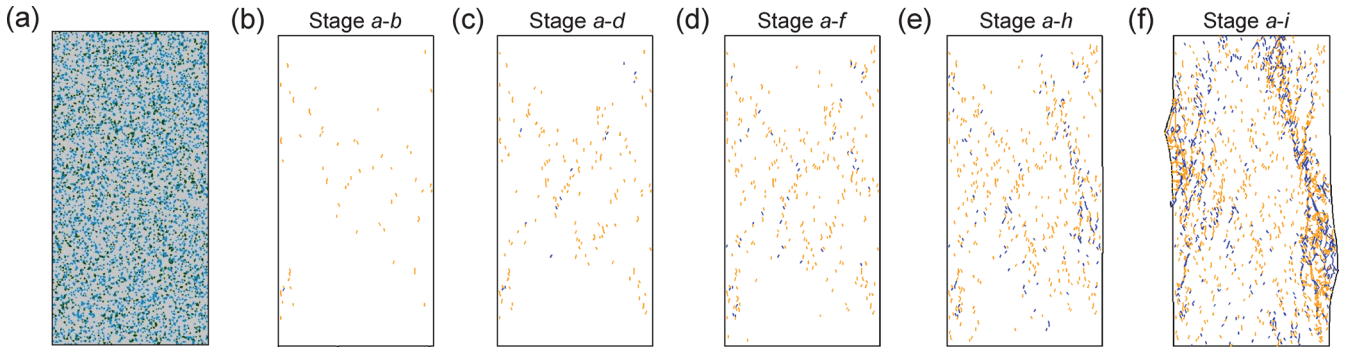 (a)
(b) Stage a-b
(c) Stage a-d
(d) Stage a-f
(e) Stage a-h
(f) Stage a-i